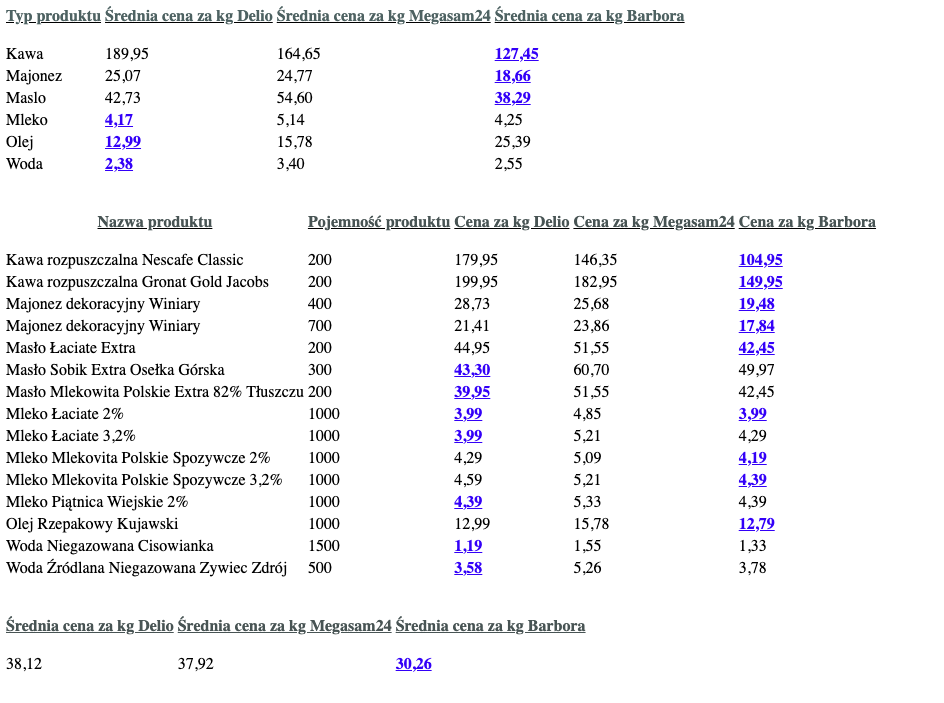 Typ produktu Średnia cena za kg Delio Średnia cena za kg Megasam24 Średnia cena za kg Barbora
Kawa 189,95 164,65 127,45
Majonez 25,07 24,77 18,66
Maslo 42,73 54,60 38,29
Mleko 4,17 5,14 4,25
Olej 12,99 15,78 25,39
Woda 2,38 3,40 2,55
Nazwa produktu Pojemność produktu Cena za kg Delio Cena za kg Megasam24 Cena za kg Barbora
Kawa rozpuszczalna Nescafe Classic 200 179,95 146,35 104,95
Kawa rozpuszczalna Gronat Gold Jacobs 200 199,95 182,95 149,95
Majonez dekoracyjny Winiary 400 28,73 25,68 19,48
Majonez dekoracyjny Winiary 700 21,41 23,86 17,84
Masło Łaciate Extra 200 44,95 51,55 42,45
Masło Sobik Extra Osełka Górska 300 43,30 60,70 49,97
Masło Mlekowita Polskie Extra 82% Tłuszczu 200 39,95 51,55 42,45
Mleko Łaciate 2% 1000 3,99 4,85 3,99
Mleko Łaciate 3,2% 1000 3,99 5,21 4,29
Mleko Mlekovita Polskie Spozywcze 2% 1000 4,29 5,09 4,19
Mleko Mlekovita Polskie Spozywcze 3,2% 1000 4,59 5,21 4,39
Mleko Piątnica Wiejskie 2% 1000 4,39 5,33 4,39
Olej Rzepakowy Kujawski 1000 12,99 15,78 12,79
Woda Niegazowana Cisowianka 1500 1,19 1,55 1,33
Woda Źródlana Niegazowana Zywiec Zdrój 500 3,58 5,26 3,78
Średnia cena za kg Delio Średnia cena za kg Megasam24 Średnia cena za kg Barbora
38,12 37,92 30,26